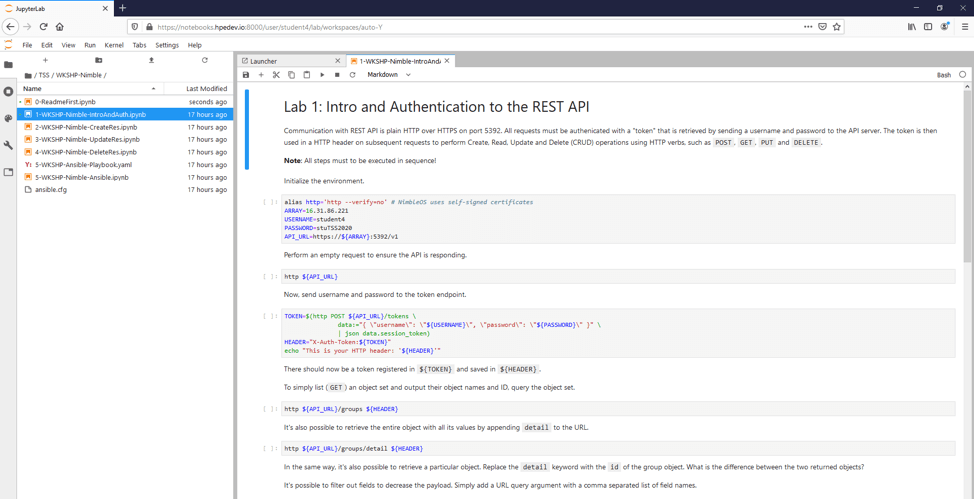 JupyterLab
https://notebooks.hpedev.io:8000/user/student4/lab/workspaces/auto-Y
File Edit View Run Kernel Tabs Settings Help
/ TSS / WKSHP-Nimble /
Name Last Modified
0-ReadmeFirst.ipynb seconds ago
1-WKSHP-Nimble-IntroAndAuth.ipynb 17 hours ago
2-WKSHP-Nimble-CreateRes.ipynb 17 hours ago
3-WKSHP-Nimble-UpdateRes.ipynb 17 hours ago
4-WKSHP-Nimble-DeleteRes.ipynb 17 hours ago
5-WKSHP-Ansible-Playbook.yaml 17 hours ago
5-WKSHP-Nimble-Ansible.ipynb 17 hours ago
ansible.cfg 17 hours ago
Launcher
1-WKSHP-Nimble-IntroAnd
Markdown
Bash
Lab 1: Intro and Authentication to the REST API
Communication with REST API is plain HTTP over HTTPS on port 5392. All requests must be authenticated with a "token" that is retrieved by sending a username and password to the API server. The token is then
used in a HTTP header on subsequent requests to perform Create, Read, Update and Delete (CRUD) operations using HTTP verbs, such as POST, GET, PUT and DELETE.
Note: All steps must to be executed in sequence!
Initialize the environment.
[ ]: alias http='http --verify=no' # NimbleOS uses self-signed certificates
ARRAY=16.31.86.221
USERNAME=student4
PASSWORD=stuTSS2020
API_URL=https://${ARRAY}:5392/v1
Perform an empty request to ensure the API is responding.
[ ]: http ${API_URL}
Now, send username and password to the token endpoint.
[ ]: TOKEN=$(http POST ${API_URL}/tokens \
data:="{ \"username\": \"${USERNAME}\", \"password\": \"${PASSWORD}\" }" \
| json data.session_token)
HEADER="X-Auth-Token:${TOKEN}"
echo "This is your HTTP header: '${HEADER}'"
There should now be a token registered in ${TOKEN} and saved in ${HEADER}.
To simply list (GET) an object set and output their object names and ID, query the object set.
[ ]: http ${API_URL}/groups ${HEADER}
It's also possible to retrieve the entire object with all its values by appending detail to the URL.
[ ]: http ${API_URL}/groups/detail ${HEADER}
In the same way, it's also possible to retrieve a particular object. Replace the detail keyword with the id of the group object. What is the difference between the two returned objects?
It's possible to filter out fields to decrease the payload. Simply add a URL query argument with a comma separated list of field names.